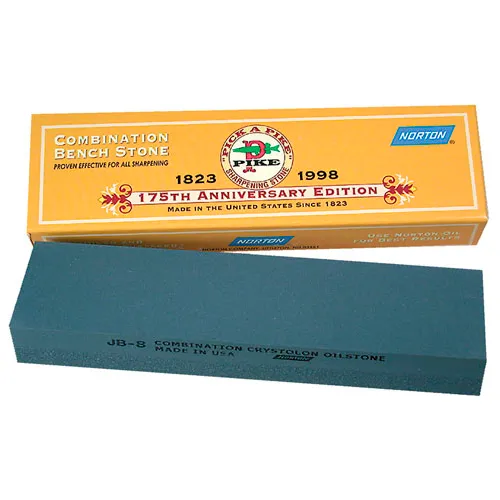 COMBINATION
BENCH STONE
PROVEN EFFECTIVE FOR ALL SHARPENING
"PICK A PIKE"
PIKE
SHARPENING STONE
NORTON®
1823 1998
175TH ANNIVERSARY EDITION
MADE IN THE UNITED STATES SINCE 1823
NORTON
USE NORTON OIL
FOR BEST RESULTS
JB-8 COMBINATION CRYSTOLON OILSTONE
MADE IN USA NORTON